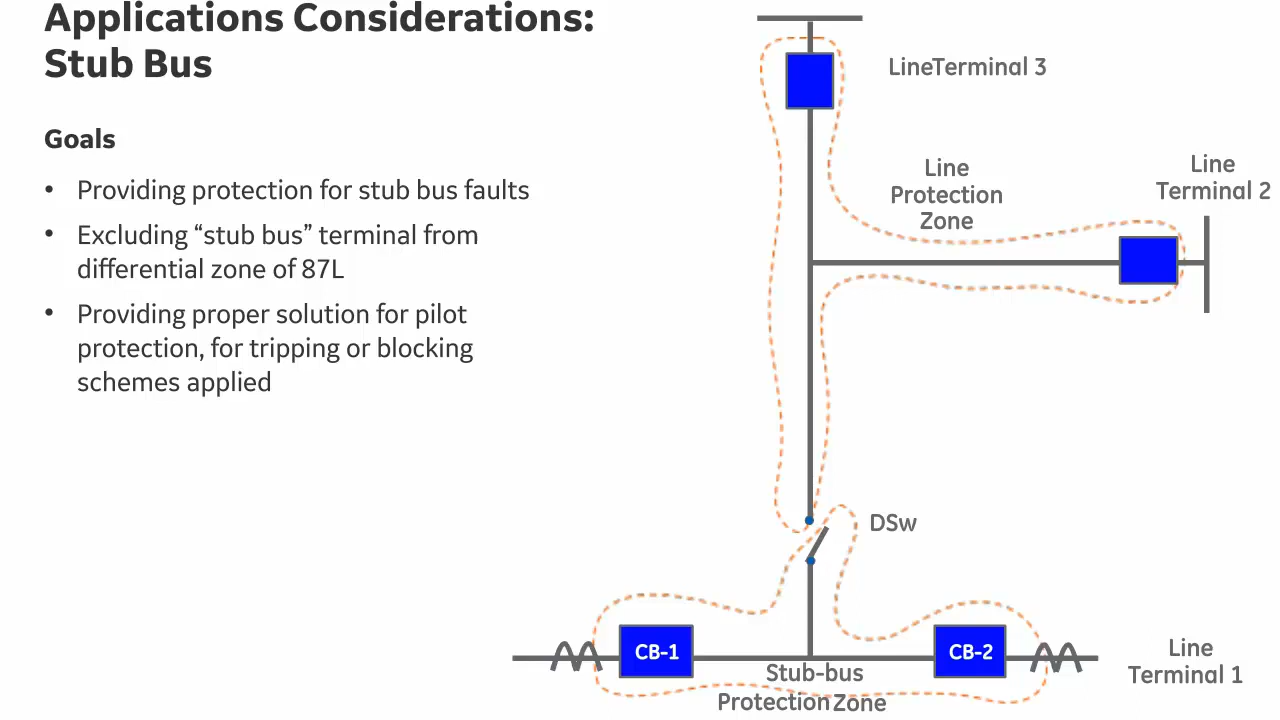 Applications Considerations:
Stub Bus
Goals
• Providing protection for stub bus faults
• Excluding “stub bus” terminal from
differential zone of 87L
• Providing proper solution for pilot
protection, for tripping or blocking
schemes applied
LineTerminal 3
Line
Protection
Zone
Line
Terminal 2
DSw
CB-1
CB-2
Stub-bus
Protection Zone
Line
Terminal 1